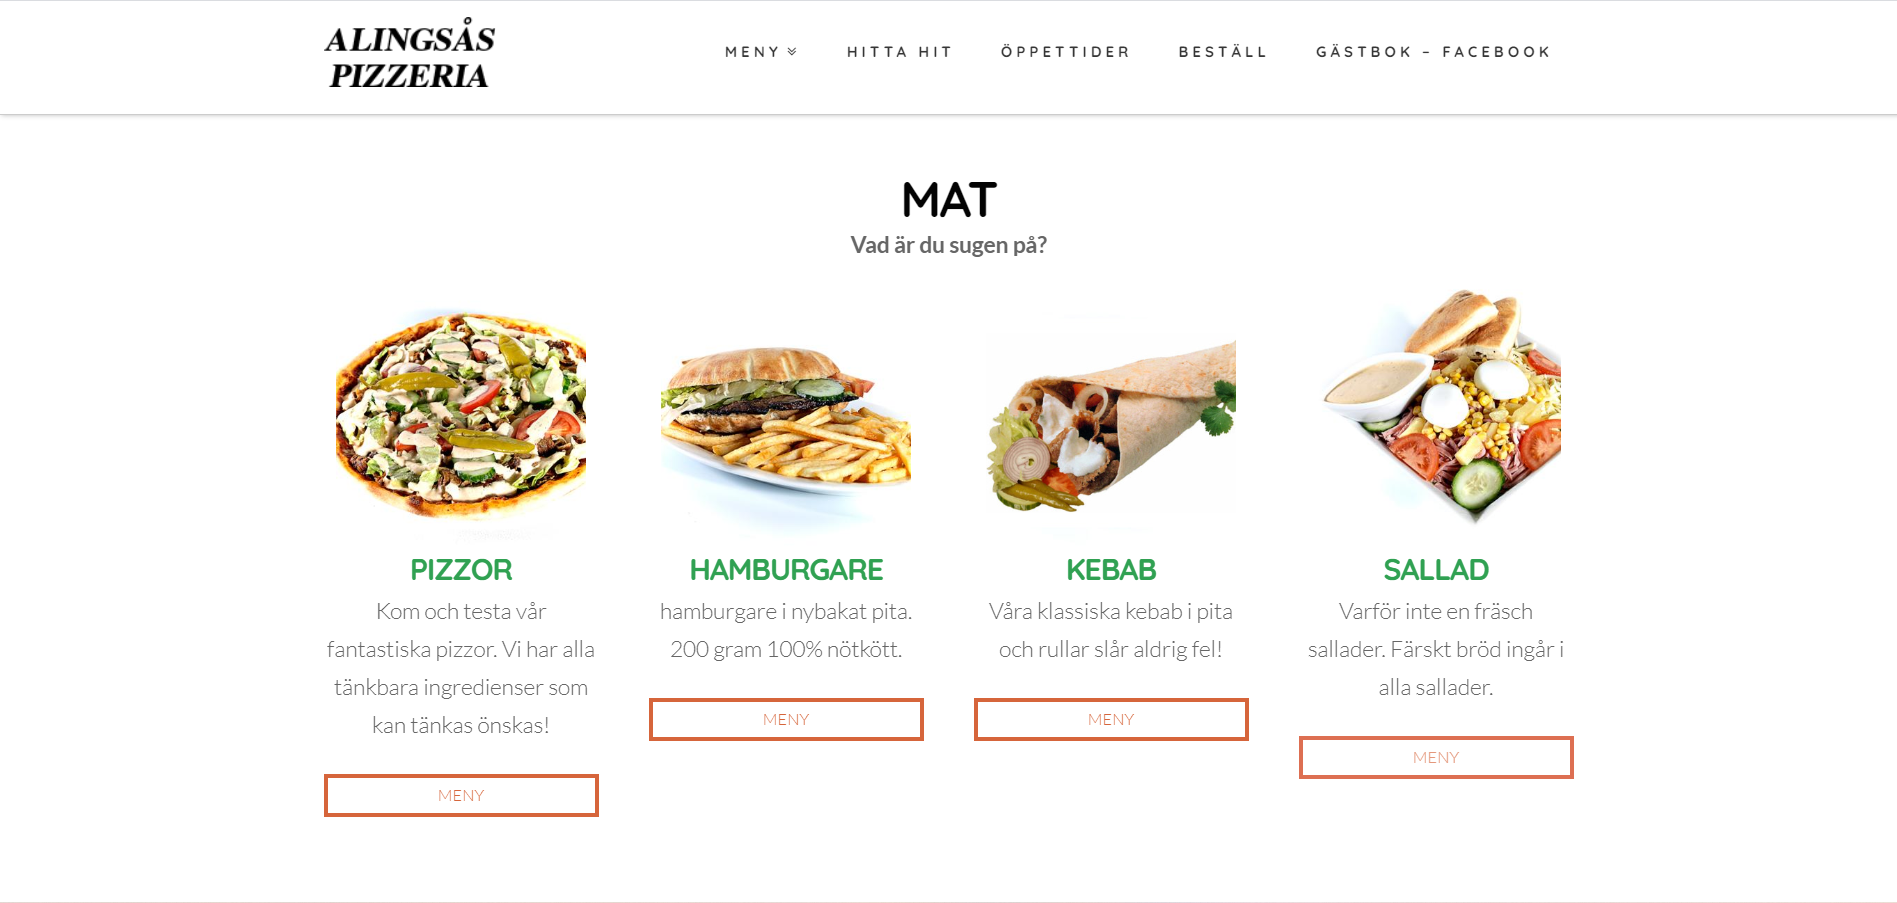 ALINGSÅS
PIZZERIA
MENY
HITTA HIT
ÖPPETTIDER
BESTÄLL
GÄSTBOK – FACEBOOK
MAT
Vad är du sugen på?
PIZZOR
Kom och testa vår
fantastiska pizzor. Vi har alla
tänkbara ingredienser som
kan tänkas önskas!
MENY
HAMBURGARE
hamburgare i nybakat pita.
200 gram 100% nötkött.
MENY
KEBAB
Våra klassiska kebab i pita
och rullar slår aldrig fel!
MENY
SALLAD
Varför inte en fräsch
sallader. Färskt bröd ingår i
alla sallader.
MENY